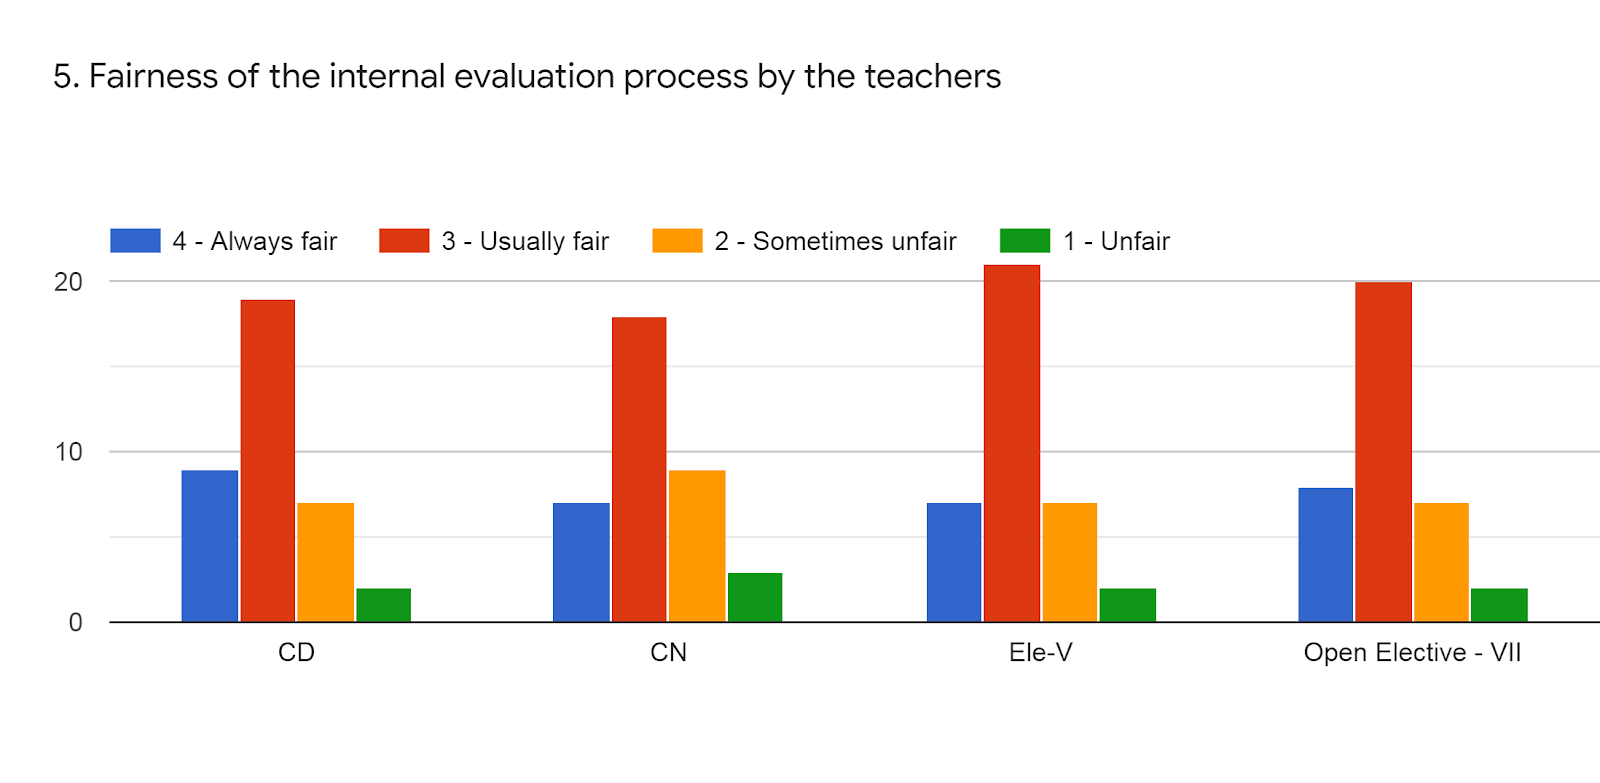 5. Fairness of the internal evaluation process by the teachers
4 - Always fair
3 - Usually fair
2 - Sometimes unfair
1 - Unfair
20
10
0
CD
CN
Ele-V
Open Elective - VII